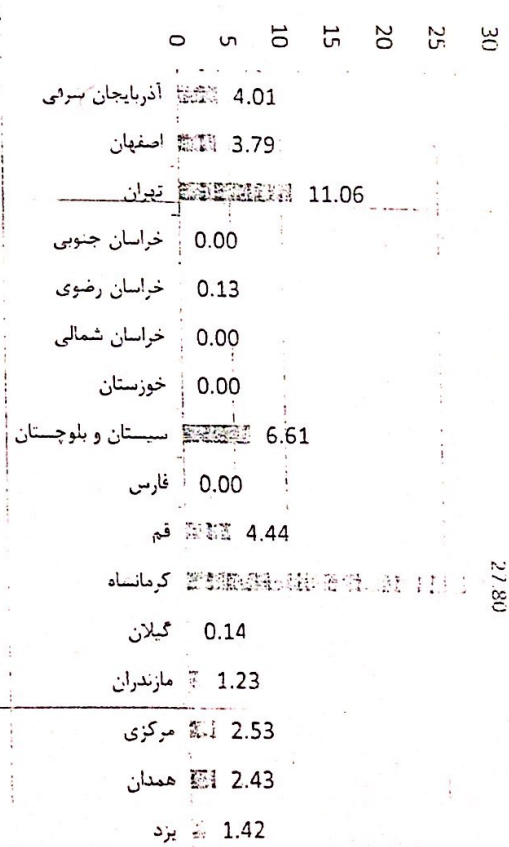 0 5 10 15 20 25 30
آذربایجان شرقی 4.01
اصفهان 3.79
تهران 11.06
خراسان جنوبی 0.00
خراسان رضوی 0.13
خراسان شمالی 0.00
خوزستان 0.00
سیستان و بلوچستان 6.61
فارس 0.00
قم 4.44
کرمانشاه 27.80
گیلان 0.14
مازندران 1.23
مرکزی 2.53
همدان 2.43
یزد 1.42